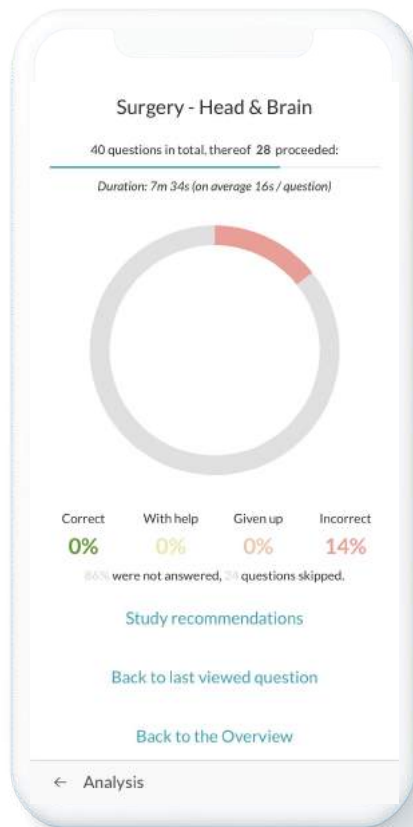 Surgery - Head & Brain
40 questions in total, thereof 28 proceeded:
Duration: 7m 34s (on average 16s / question)
Correct With help Given up Incorrect
0% 0% 0% 14%
86% were not answered, 24 questions skipped.
Study recommendations
Back to last viewed question
Back to the Overview
← Analysis